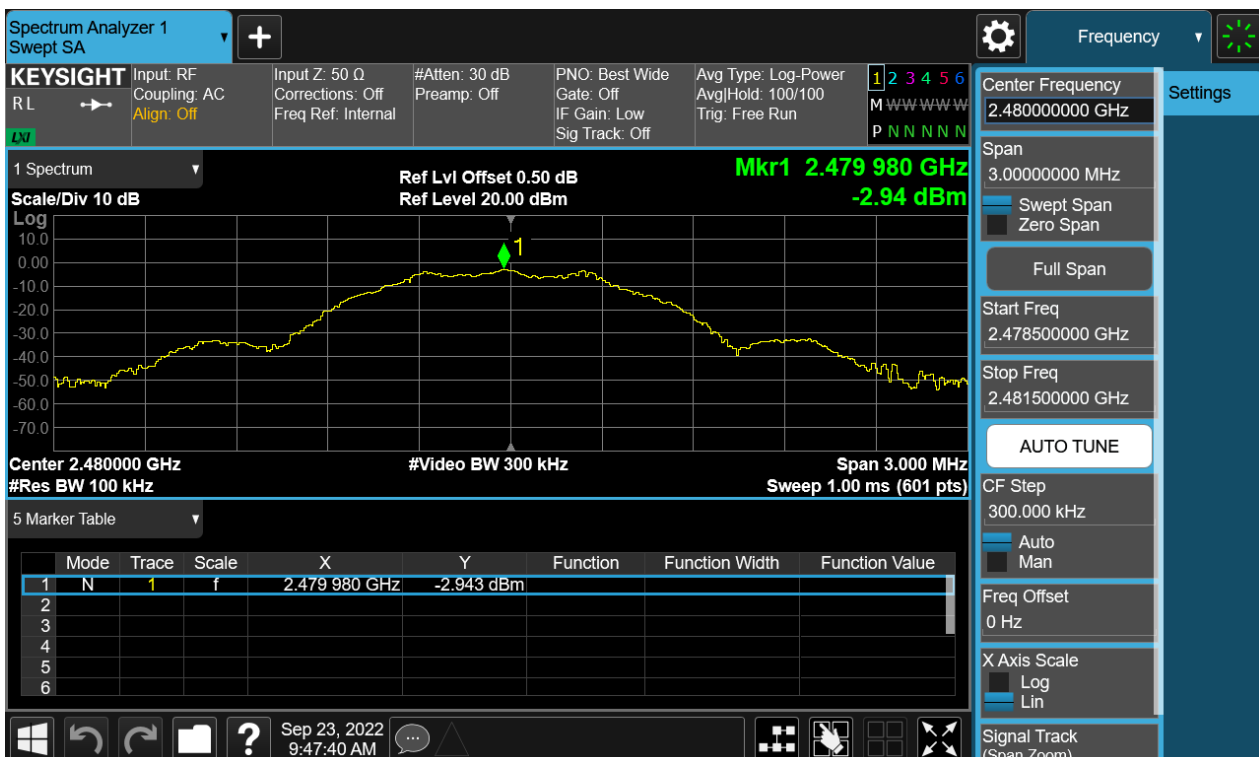 Spectrum Analyzer 1
Swept SA
Frequency
KEYSIGHT
R L
LXI
Input: RF
Coupling: AC
Align: Off
Input Z: 50 Ω
Corrections: Off
Freq Ref: Internal
#Atten: 30 dB
Preamp: Off
PNO: Best Wide
Gate: Off
IF Gain: Low
Sig Track: Off
Avg Type: Log-Power
Avg|Hold: 100/100
Trig: Free Run
1 2 3 4 5 6
M W W W W W W
P N N N N N
1 Spectrum
Scale/Div 10 dB
Ref Lvl Offset 0.50 dB
Ref Level 20.00 dBm
Mkr1 2.479 980 GHz
-2.94 dBm
Log
10.0
0.00
-10.0
-20.0
-30.0
-40.0
-50.0
-60.0
-70.0
1
Center 2.480000 GHz
#Video BW 300 kHz
Span 3.000 MHz
#Res BW 100 kHz
Sweep 1.00 ms (601 pts)
5 Marker Table
Mode Trace Scale X Y Function Function Width Function Value
1 N 1 f 2.479 980 GHz -2.943 dBm
2
3
4
5
6
Sep 23, 2022
9:47:40 AM
Center Frequency
2.480000000 GHz
Span
3.00000000 MHz
Swept Span
Zero Span
Full Span
Start Freq
2.478500000 GHz
Stop Freq
2.481500000 GHz
AUTO TUNE
CF Step
300.000 kHz
Auto
Man
Freq Offset
0 Hz
X Axis Scale
Log
Lin
Signal Track
(Span Zoom)
Settings